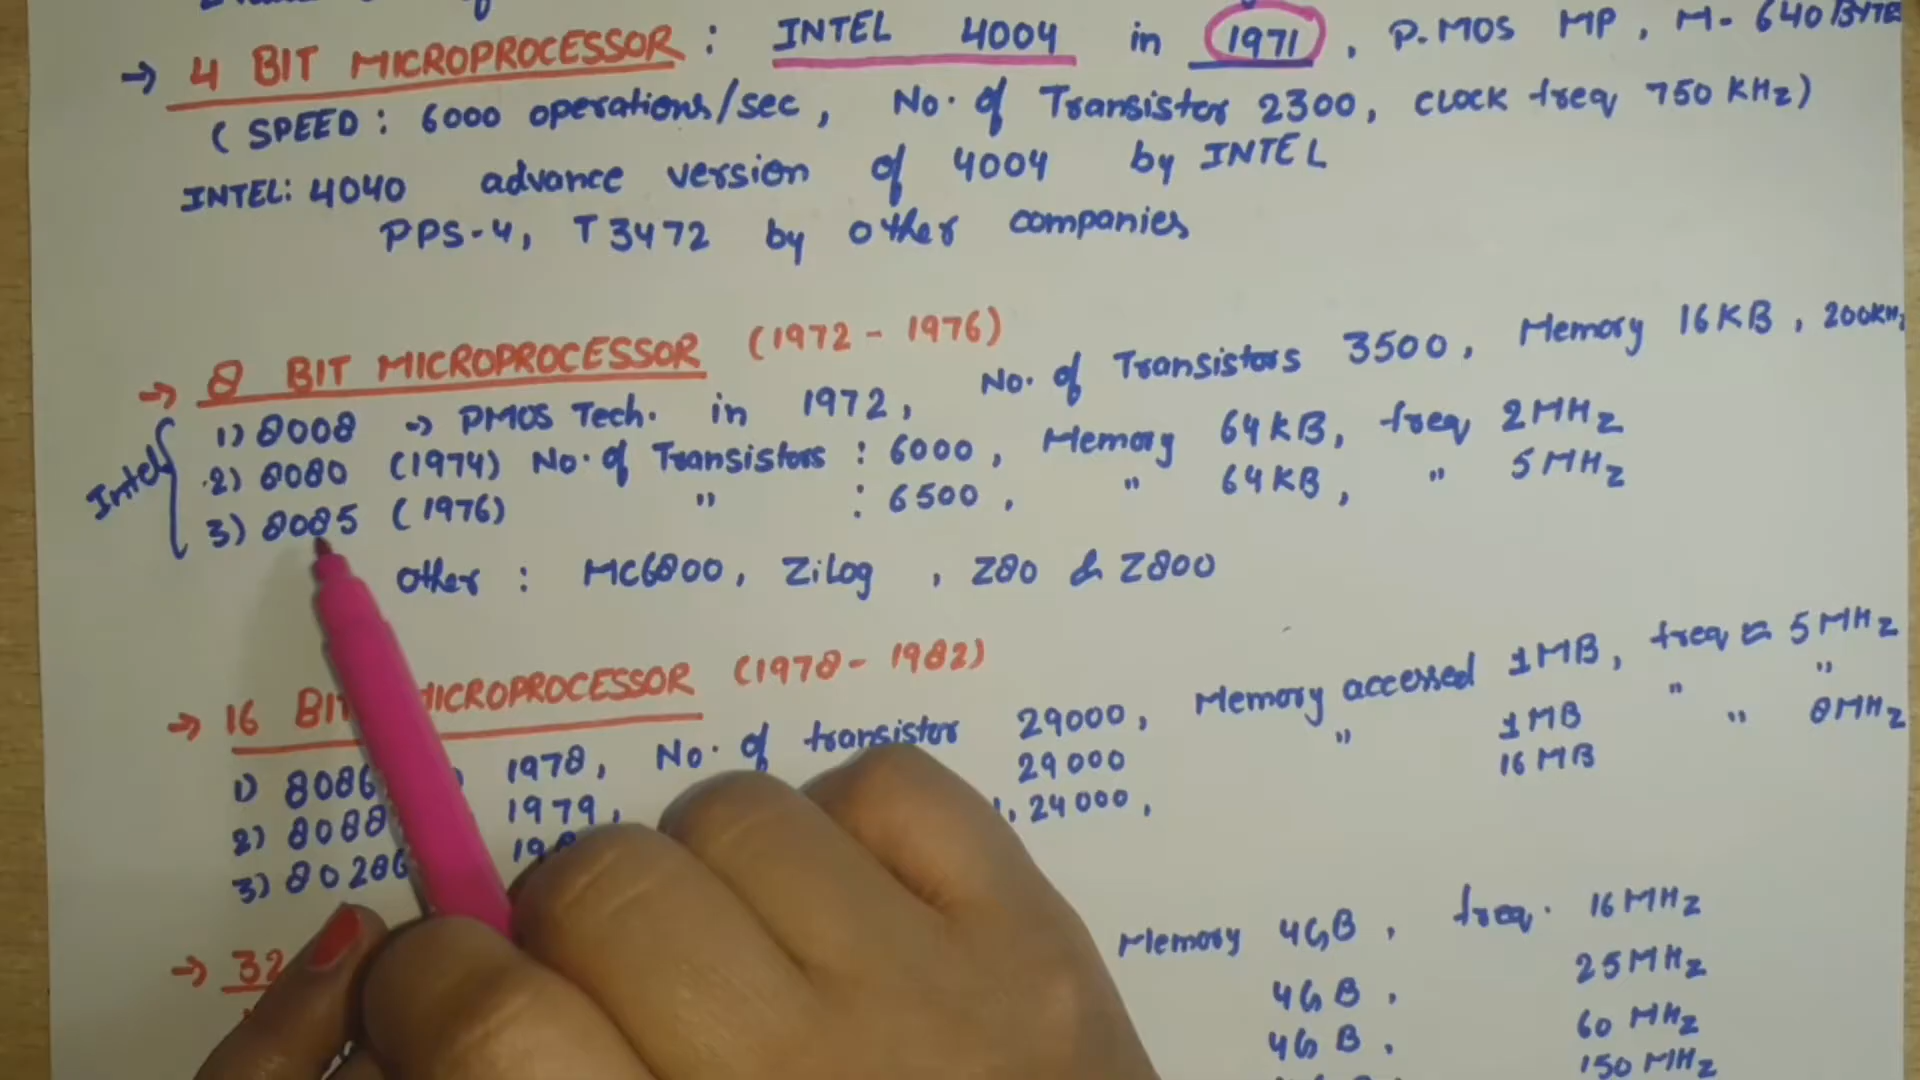 → 4 BIT MICROPROCESSOR : INTEL 4004 in 1971, P.MOS MP, M- 640 BYTE
( SPEED : 6000 operations/sec, No. of Transister 2300, CLOCK freq 750 KHz)
INTEL: 4040 advance version of 4004 by INTEL
PPS-4, T3472 by other companies
→ 8 BIT MICROPROCESSOR (1972 - 1976)
Intel
1) 8008 → PMOS Tech. in 1972, No. of Transistors 3500, Memory 16KB, 200KHz
2) 8080 (1974) No. of Transistors : 6000, Memory 64KB, freq 2MHz
3) 8085 (1976) " : 6500, " 64KB, " 5MHz
Other : MC6800, ZiLog, Z80 & Z800
→ 16 BIT MICROPROCESSOR (1978 - 1982)
1) 8086 1978, No. of transistor 29000, Memory accessed 1MB, freq = 5MHz
2) 8088 1979, 29000 " 1MB " "
3) 80286 24000, 16MB " 8MHz
→ 32 Memory 4GB, freq. 16MHz
4GB, 25MHz
4GB, 60 MHz
150 MHz